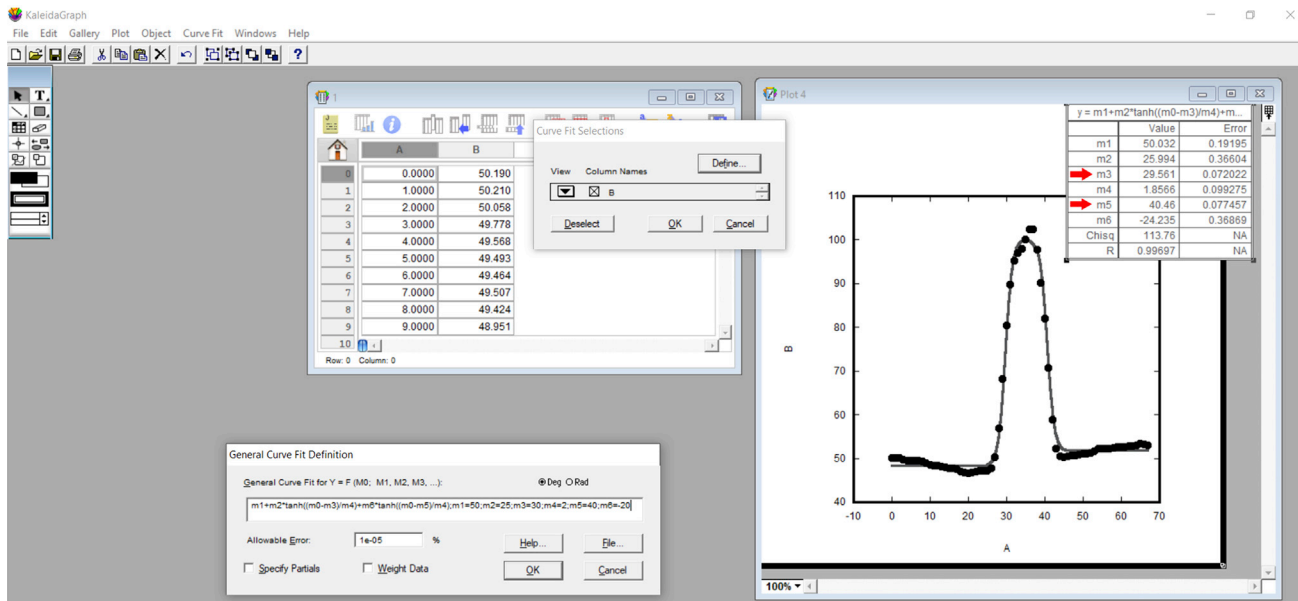 KaleidaGraph
File Edit Gallery Plot Object Curve Fit Windows Help
T
1
A B
0 0.0000 50.190
1 1.0000 50.210
2 2.0000 50.058
3 3.0000 49.778
4 4.0000 49.568
5 5.0000 49.493
6 6.0000 49.464
7 7.0000 49.507
8 8.0000 49.424
9 9.0000 48.951
10
Row: 0 Column: 0
Curve Fit Selections
Define...
View Column Names
B
Deselect OK Cancel
Plot 4
y = m1+m2*tanh((m0-m3)/m4)+m...
Value Error
m1 50.032 0.19195
m2 25.994 0.36604
m3 29.561 0.072022
m4 1.8566 0.099275
m5 40.46 0.077457
m6 -24.235 0.36869
Chisq 113.76 NA
R 0.99697 NA
110
100
90
80
70
60
50
40
B
-10 0 10 20 30 40 50 60 70
A
100%
General Curve Fit Definition
General Curve Fit for Y = F (M0; M1, M2, M3, ...): Deg Rad
m1+m2*tanh((m0-m3)/m4)+m6*tanh((m0-m5)/m4);m1=50;m2=25;m3=30;m4=2;m5=40;m6=-20
Allowable Error: 1e-05 % Help... File...
Specify Partials Weight Data OK Cancel